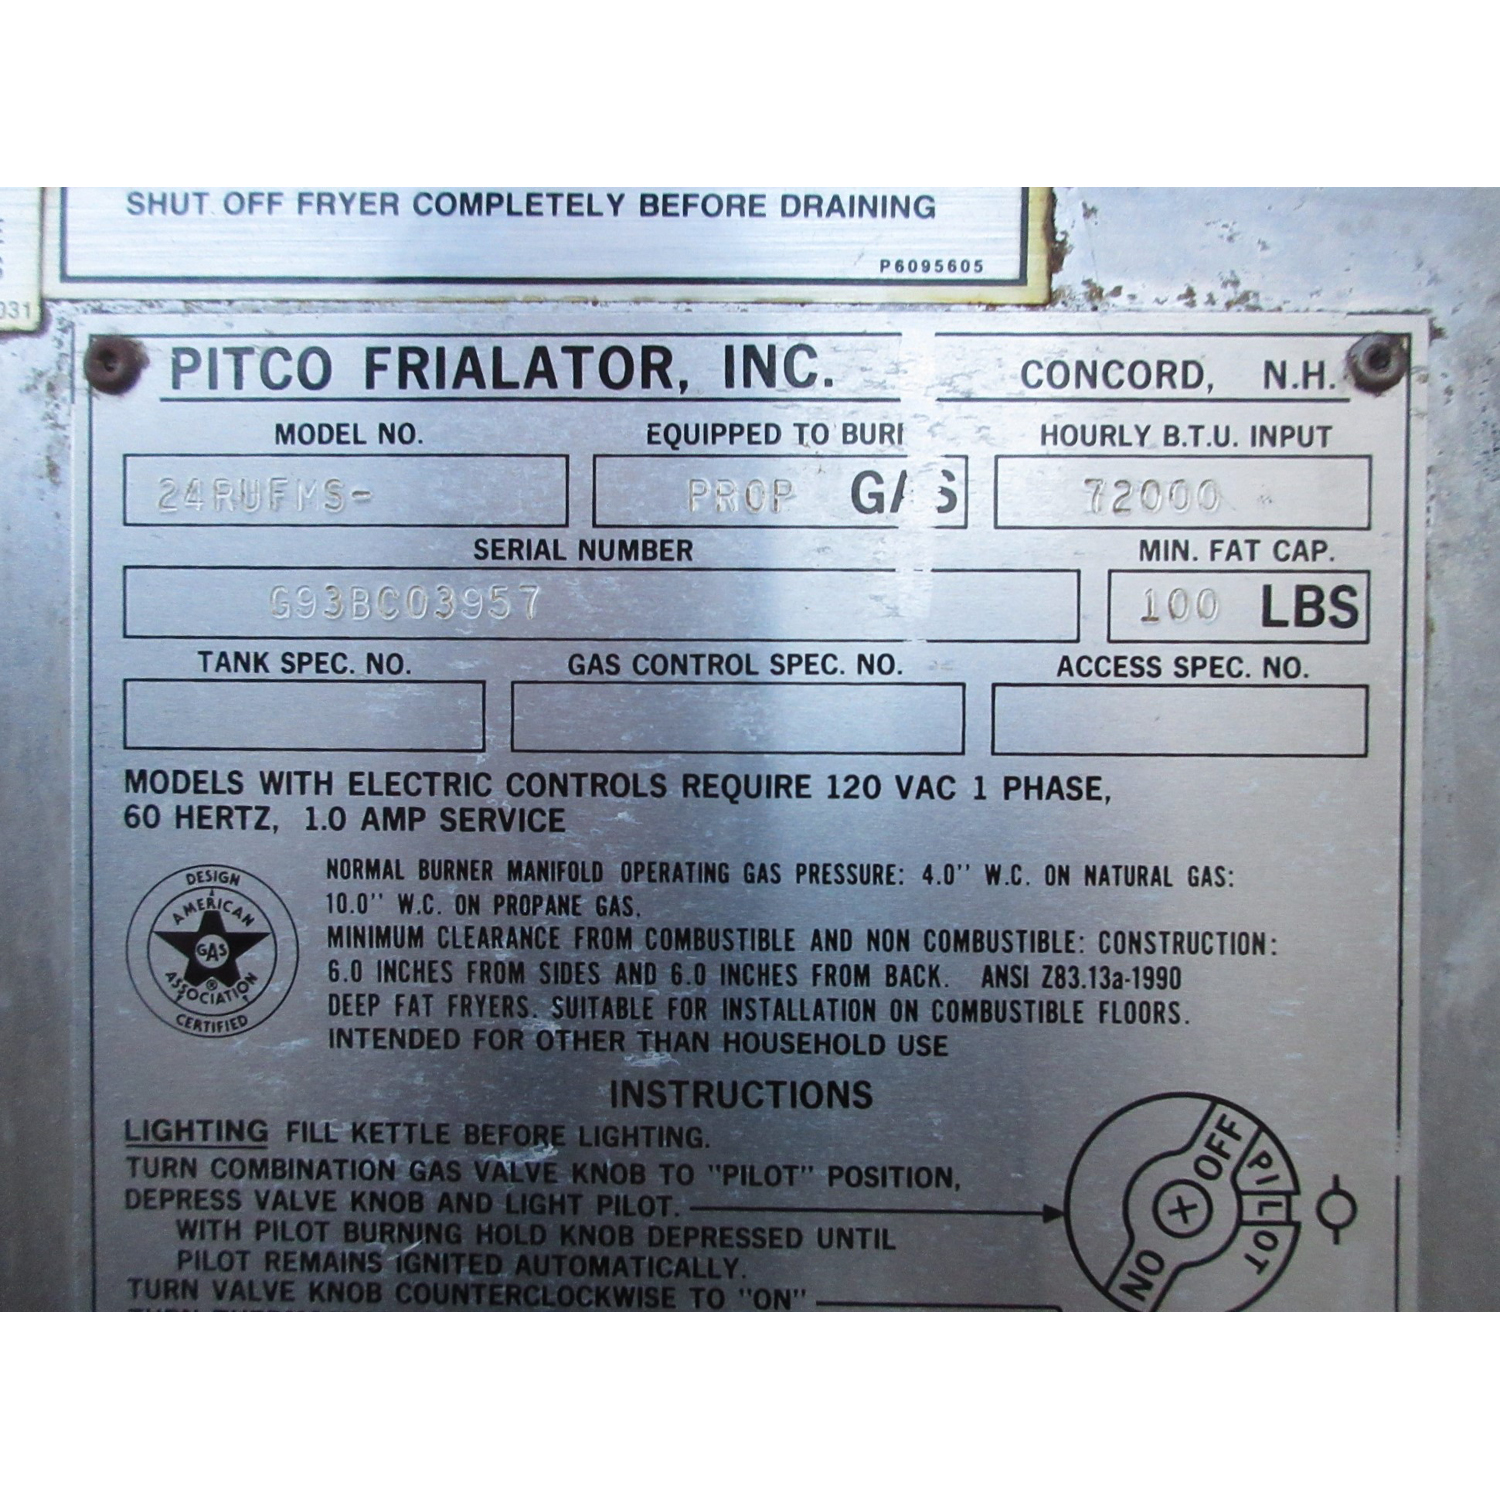 SHUT OFF FRYER COMPLETELY BEFORE DRAINING
P6095605
031
PITCO FRIALATOR, INC. CONCORD, N.H.
MODEL NO. EQUIPPED TO BURN HOURLY B.T.U. INPUT
24RUFMS- PROP GAS 72000
SERIAL NUMBER MIN. FAT CAP.
G93BC03957 100 LBS
TANK SPEC. NO. GAS CONTROL SPEC. NO. ACCESS SPEC. NO.
MODELS WITH ELECTRIC CONTROLS REQUIRE 120 VAC 1 PHASE,
60 HERTZ, 1.0 AMP SERVICE
DESIGN
AMERICAN
GAS
ASSOCIATION
®
CERTIFIED
NORMAL BURNER MANIFOLD OPERATING GAS PRESSURE: 4.0" W.C. ON NATURAL GAS:
10.0" W.C. ON PROPANE GAS.
MINIMUM CLEARANCE FROM COMBUSTIBLE AND NON COMBUSTIBLE: CONSTRUCTION:
6.0 INCHES FROM SIDES AND 6.0 INCHES FROM BACK. ANSI Z83.13a-1990
DEEP FAT FRYERS. SUITABLE FOR INSTALLATION ON COMBUSTIBLE FLOORS.
INTENDED FOR OTHER THAN HOUSEHOLD USE
INSTRUCTIONS
LIGHTING FILL KETTLE BEFORE LIGHTING.
TURN COMBINATION GAS VALVE KNOB TO "PILOT" POSITION,
DEPRESS VALVE KNOB AND LIGHT PILOT.
WITH PILOT BURNING HOLD KNOB DEPRESSED UNTIL
PILOT REMAINS IGNITED AUTOMATICALLY.
TURN VALVE KNOB COUNTERCLOCKWISE TO "ON"
OFF
PILOT
ON